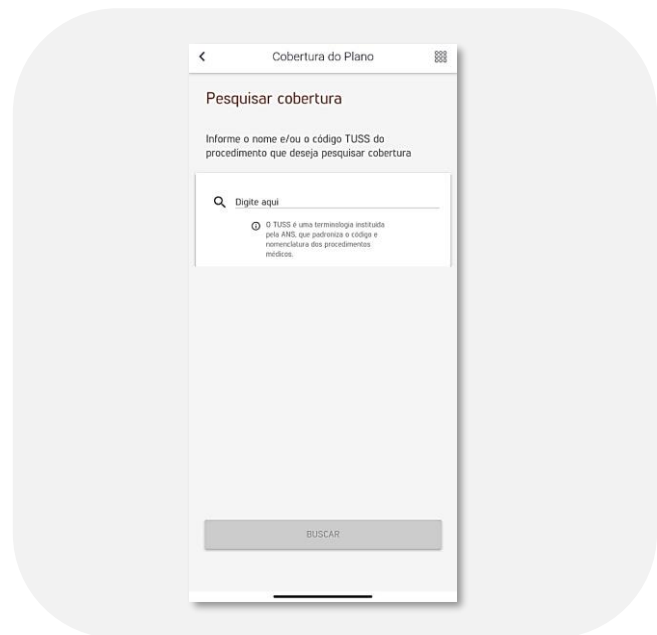 Cobertura do Plano
Pesquisar cobertura
Informe o nome e/ou o código TUSS do
procedimento que deseja pesquisar cobertura
Digite aqui
O TUSS é uma terminologia instituída
pela ANS, que padroniza o código e
nomenclatura dos procedimentos
médicos.
BUSCAR